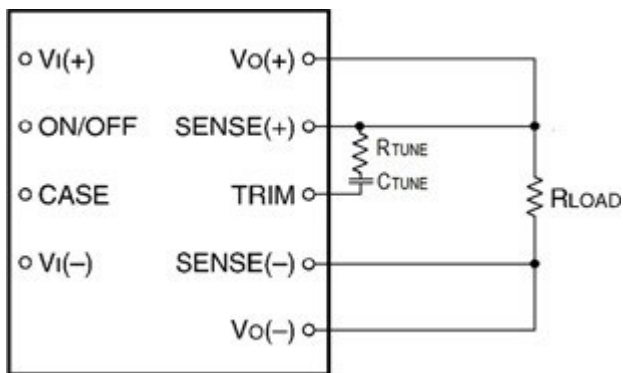 VI(+)
VO(+)
ON/OFF
SENSE(+)
RTUNE
CTUNE
CASE
TRIM
RLOAD
VI(–)
SENSE(–)
VO(–)